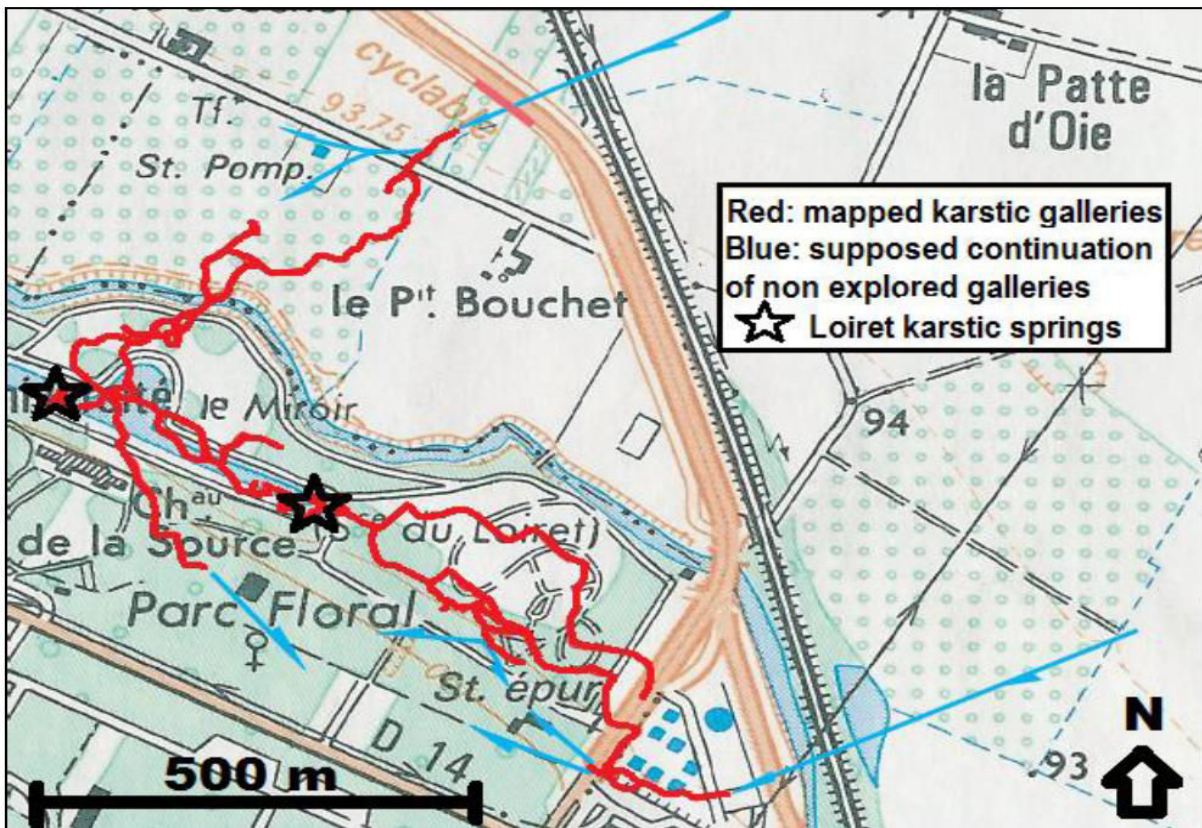 cyclable
93,75
Tf.
St. Pomp.
la Patte
d'Oie
Red: mapped karstic galleries
Blue: supposed continuation
of non explored galleries
Loiret karstic springs
le Pit. Bouchet
le Miroir
94
Chau
de la Source
du Loiret)
Parc Floral
St. épur
D 14
500 m
93
N